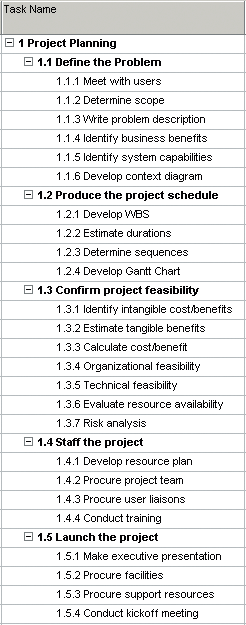 Task Name
1 Project Planning
1.1 Define the Problem
1.1.1 Meet with users
1.1.2 Determine scope
1.1.3 Write problem description
1.1.4 Identify business benefits
1.1.5 Identify system capabilities
1.1.6 Develop context diagram
1.2 Produce the project schedule
1.2.1 Develop WBS
1.2.2 Estimate durations
1.2.3 Determine sequences
1.2.4 Develop Gantt Chart
1.3 Confirm project feasibility
1.3.1 Identify intangible cost/benefits
1.3.2 Estimate tangible benefits
1.3.3 Calculate cost/benefit
1.3.4 Organizational feasibility
1.3.5 Technical feasibility
1.3.6 Evaluate resource availability
1.3.7 Risk analysis
1.4 Staff the project
1.4.1 Develop resource plan
1.4.2 Procure project team
1.4.3 Procure user liaisons
1.4.4 Conduct training
1.5 Launch the project
1.5.1 Make executive presentation
1.5.2 Procure facilities
1.5.3 Procure support resources
1.5.4 Conduct kickoff meeting